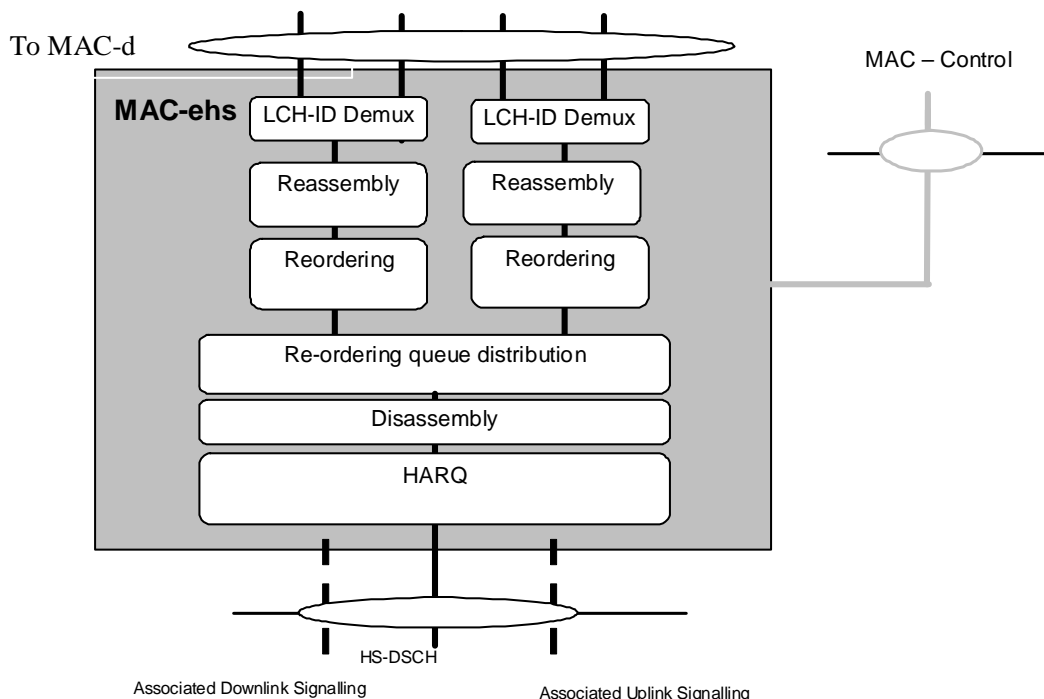 To MAC-d
MAC – Control
MAC-ehs
LCH-ID Demux
LCH-ID Demux
Reassembly
Reassembly
Reordering
Reordering
Re-ordering queue distribution
Disassembly
HARQ
HS-DSCH
Associated Downlink Signalling
Associated Uplink Signalling